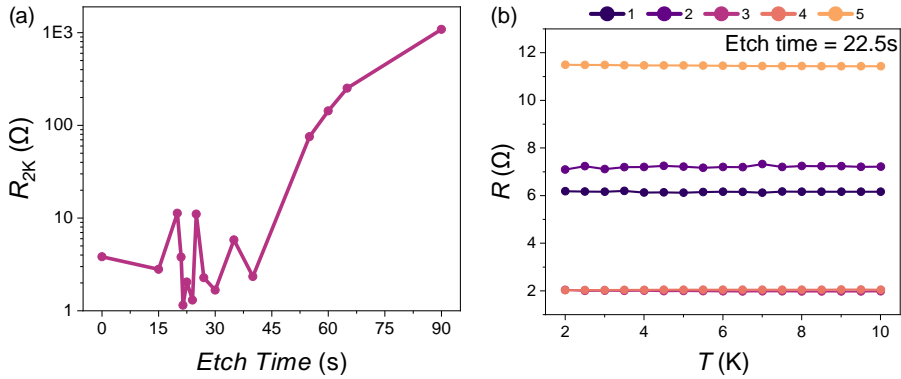 (a)
1E3
100
10
1
R2K (Ω)
0 15 30 45 60 75 90
Etch Time (s)
(b)
1 2 3 4 5
Etch time = 22.5s
12
10
8
6
4
2
R (Ω)
2 4 6 8 10
T (K)